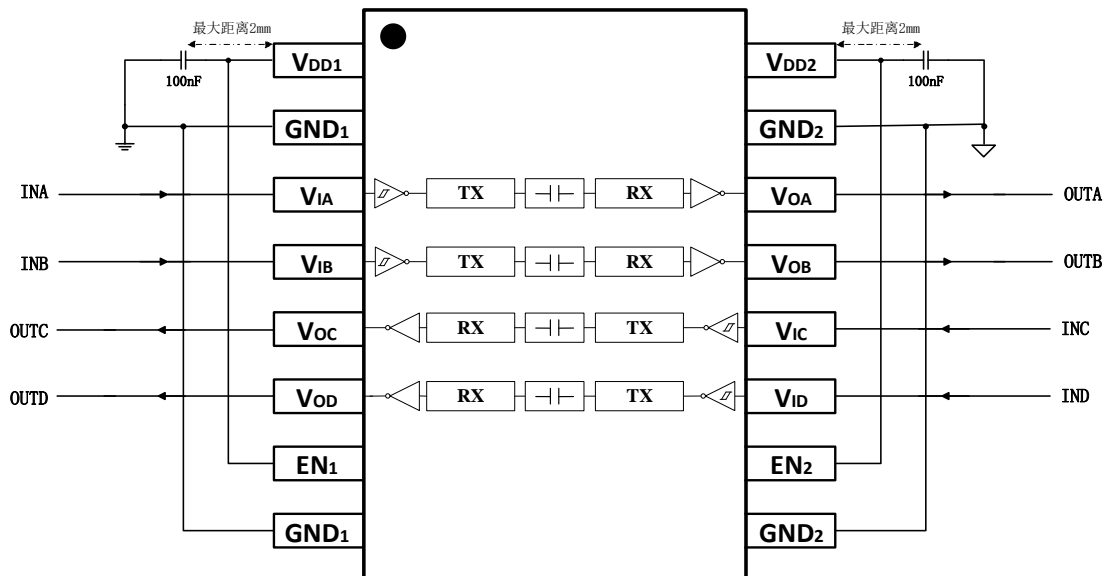 最大距离2mm 最大距离2mm
VDD1 VDD2
100nF 100nF
GND1 GND2
INA VIA TX RX VOA OUTA
INB VIB TX RX VOB OUTB
OUTC VOC RX TX VIC INC
OUTD VOD RX TX VID IND
EN1 EN2
GND1 GND2